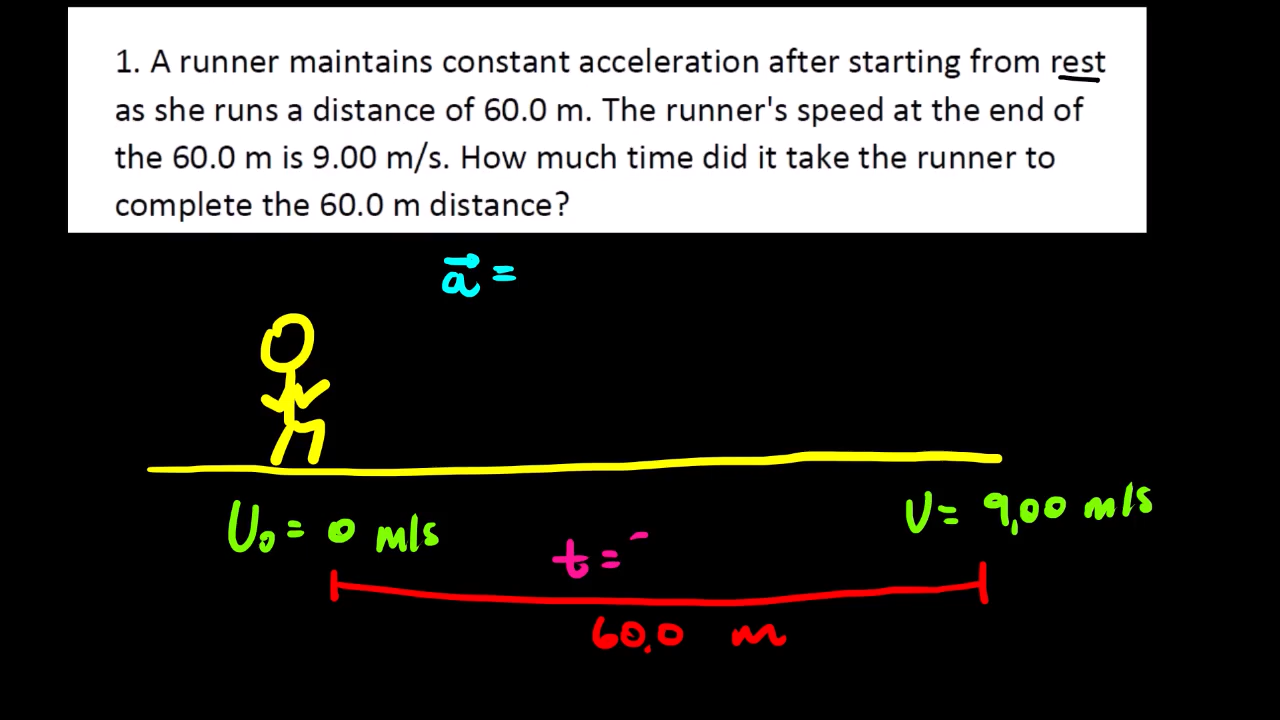 1. A runner maintains constant acceleration after starting from rest
as she runs a distance of 60.0 m. The runner's speed at the end of
the 60.0 m is 9.00 m/s. How much time did it take the runner to
complete the 60.0 m distance?
a⃗ =
U₀ = 0 m/s
t =
U = 9,00 m/s
60,0 m